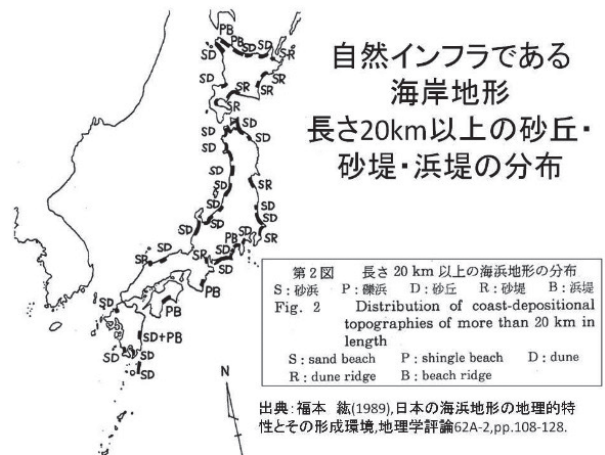 自然インフラである
海岸地形
長さ20km以上の砂丘・
砂堤・浜堤の分布
PB
PB
SD
SD
SR
SD
SD
SR
SR
SR
SD
SD
SD
SD
SD
SR
SD
SD
SD
SD
SD
SD
SR
SD
PB
SR
SD
SB
PB
PB
SD
SD+PB
SD
SD
SD
N
第2図 長さ 20 km 以上の海浜地形の分布
S:砂浜 P:礫浜 D:砂丘 R:砂堤 B:浜堤
Fig. 2 Distribution of coast-depositional
topographies of more than 20 km in
length
S: sand beach P: shingle beach D: dune
R: dune ridge B: beach ridge
出典:福本 紘(1989),日本の海浜地形の地理的特
性とその形成環境,地理学評論62A-2,pp.108-128.